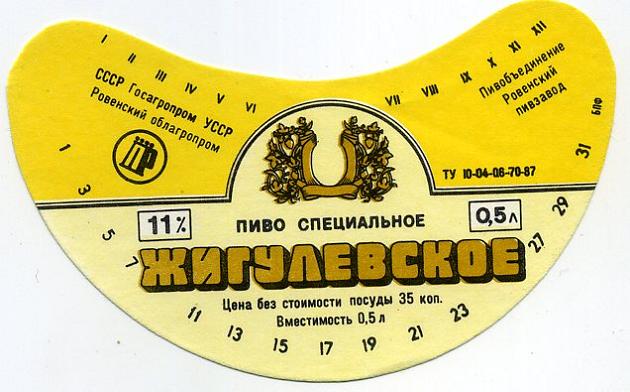 I II III IV V VI VII VIII IX X XI XII
СССР Госагропром УССР
Ровенский облагропром
Пивобъединение
Ровенский
пивзавод
БПФ
ТУ 10-04-06-70-87
11%
ПИВО СПЕЦИАЛЬНОЕ
0,5л
ЖИГУЛЕВСКОЕ
Цена без стоимости посуды 35 коп.
Вместимость 0,5 л
1 3 5 7 11 13 15 17 19 21 23 27 29 31